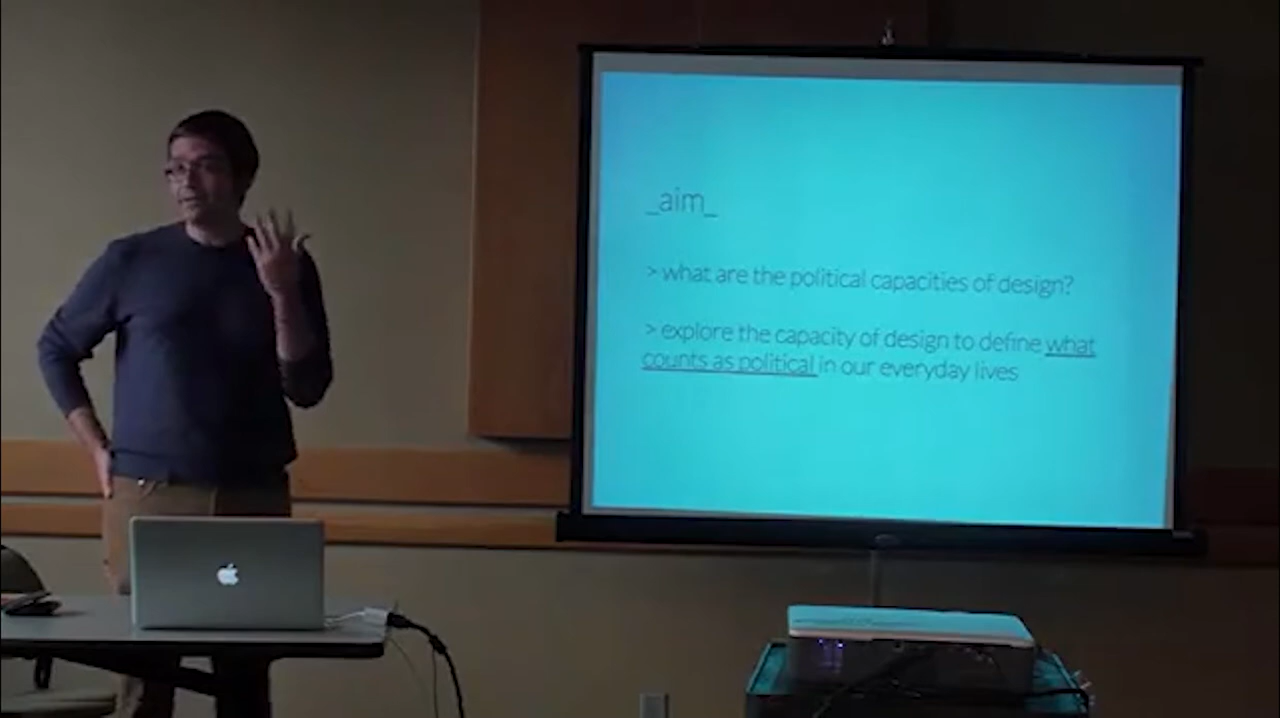 _aim_
> what are the political capacities of design?
> explore the capacity of design to define what
counts as political in our everyday lives